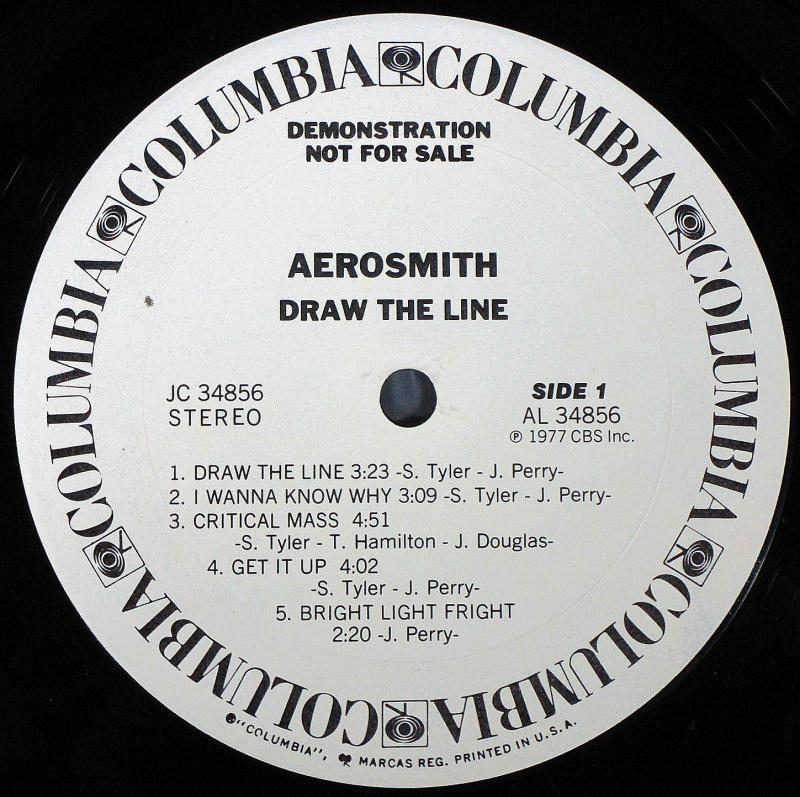 COLUMBIA COLUMBIA COLUMBIA COLUMBIA COLUMBIA COLUMBIA COLUMBIA
DEMONSTRATION
NOT FOR SALE
AEROSMITH
DRAW THE LINE
JC 34856
STEREO
SIDE 1
AL 34856
℗ 1977 CBS Inc.
1. DRAW THE LINE 3:23 -S. Tyler - J. Perry-
2. I WANNA KNOW WHY 3:09 -S. Tyler - J. Perry-
3. CRITICAL MASS 4:51
-S. Tyler - T. Hamilton - J. Douglas-
4. GET IT UP 4:02
-S. Tyler - J. Perry-
5. BRIGHT LIGHT FRIGHT
2:20 -J. Perry-
"COLUMBIA", MARCAS REG. PRINTED IN U.S.A.